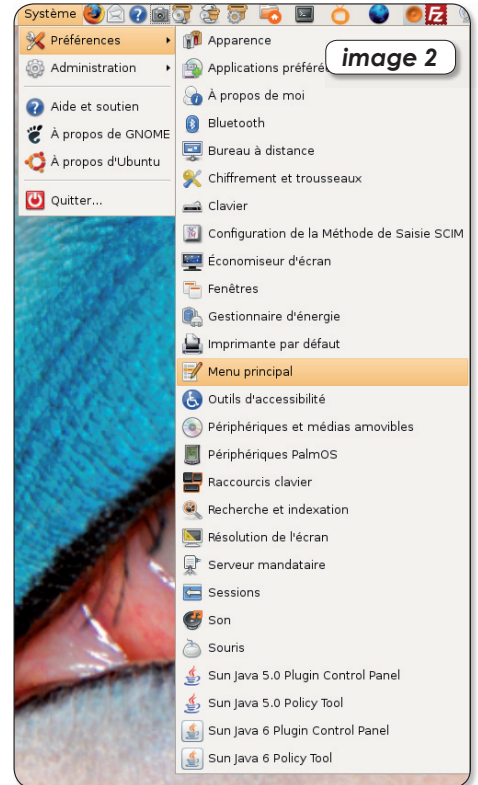 Système
Préférences
Administration
Aide et soutien
À propos de GNOME
À propos d'Ubuntu
Quitter...
image 2
Apparence
Applications
À propos de moi
Bluetooth
Bureau à distance
Chiffrement et trousseaux
Clavier
Configuration de la Méthode de Saisie SCIM
Économiseur d'écran
Fenêtres
Gestionnaire d'énergie
Imprimante par défaut
Menu principal
Outils d'accessibilité
Périphériques et médias amovibles
Périphériques PalmOS
Raccourcis clavier
Recherche et indexation
Résolution de l'écran
Serveur mandataire
Sessions
Son
Souris
Sun Java 5.0 Plugin Control Panel
Sun Java 5.0 Policy Tool
Sun Java 6 Plugin Control Panel
Sun Java 6 Policy Tool